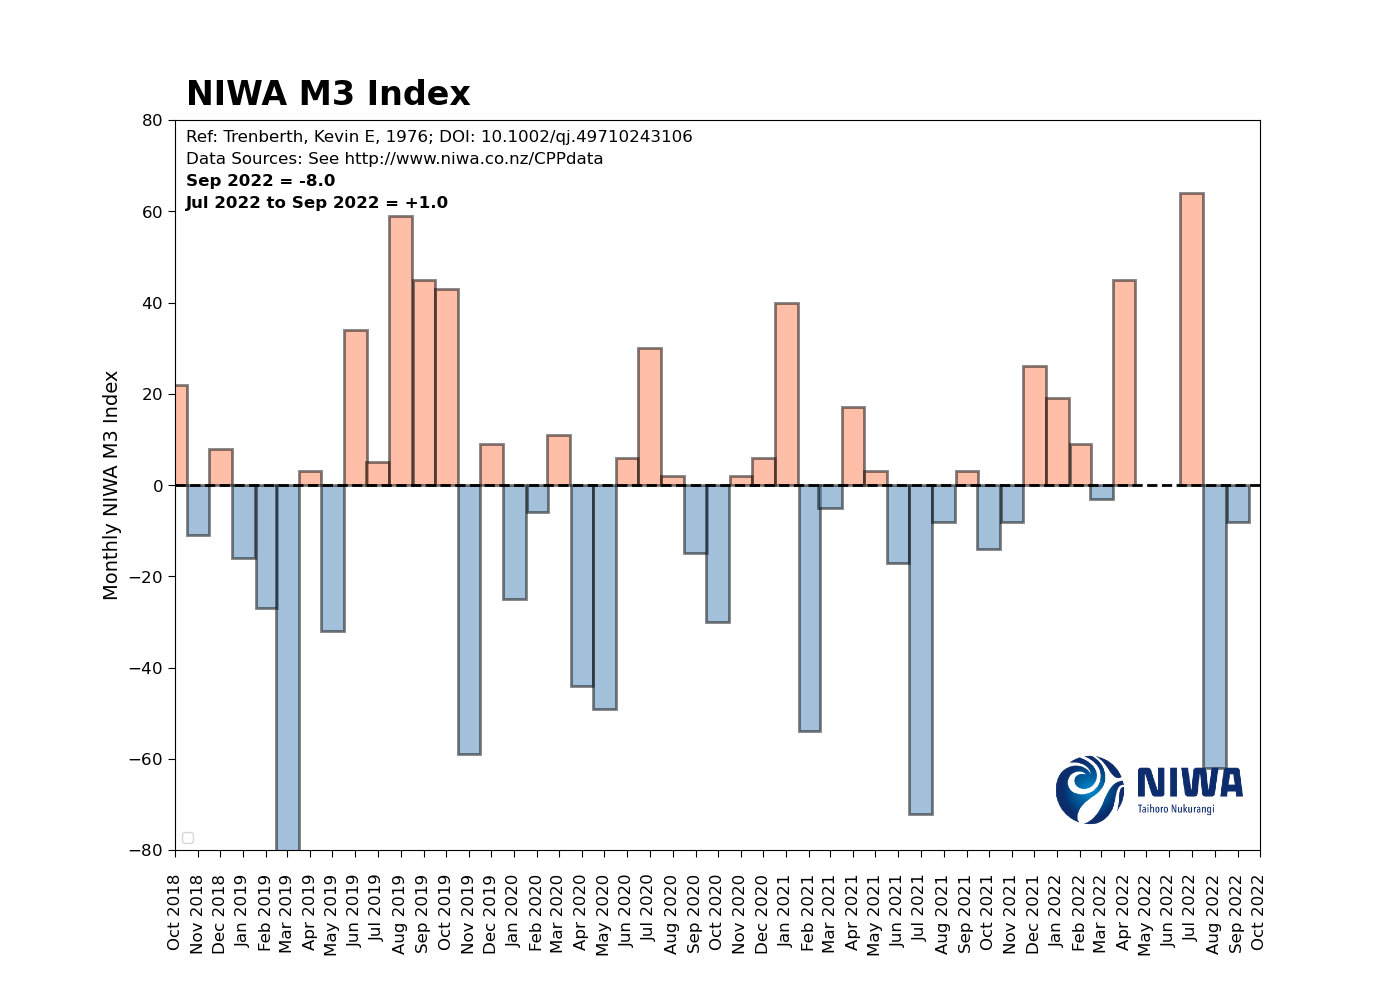 NIWA M3 Index
Ref: Trenberth, Kevin E, 1976; DOI: 10.1002/qj.49710243106
Data Sources: See http://www.niwa.co.nz/CPPdata
Sep 2022 = -8.0
Jul 2022 to Sep 2022 = +1.0
Monthly NIWA M3 Index
80
60
40
20
0
−20
−40
−60
−80
NIWA
Taihoro Nukurangi
Oct 2018
Nov 2018
Dec 2018
Jan 2019
Feb 2019
Mar 2019
Apr 2019
May 2019
Jun 2019
Jul 2019
Aug 2019
Sep 2019
Oct 2019
Nov 2019
Dec 2019
Jan 2020
Feb 2020
Mar 2020
Apr 2020
May 2020
Jun 2020
Jul 2020
Aug 2020
Sep 2020
Oct 2020
Nov 2020
Dec 2020
Jan 2021
Feb 2021
Mar 2021
Apr 2021
May 2021
Jun 2021
Jul 2021
Aug 2021
Sep 2021
Oct 2021
Nov 2021
Dec 2021
Jan 2022
Feb 2022
Mar 2022
Apr 2022
May 2022
Jun 2022
Jul 2022
Aug 2022
Sep 2022
Oct 2022